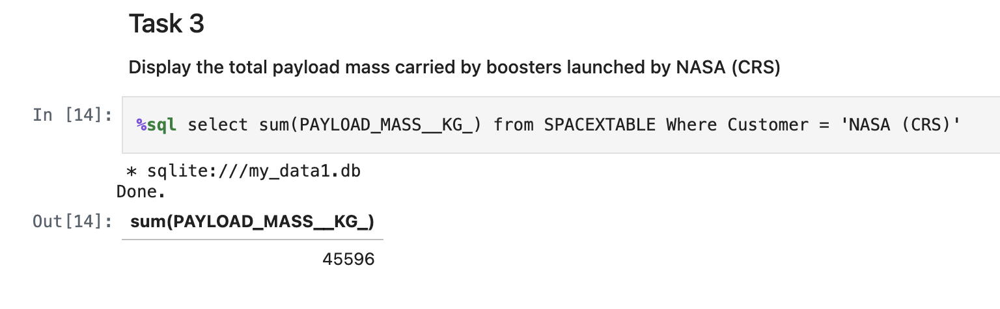 Task 3
Display the total payload mass carried by boosters launched by NASA (CRS)
In [14]: %sql select sum(PAYLOAD_MASS__KG_) from SPACEXTABLE Where Customer = 'NASA (CRS)'
* sqlite:///my_data1.db
Done.
Out[14]: sum(PAYLOAD_MASS__KG_)
45596